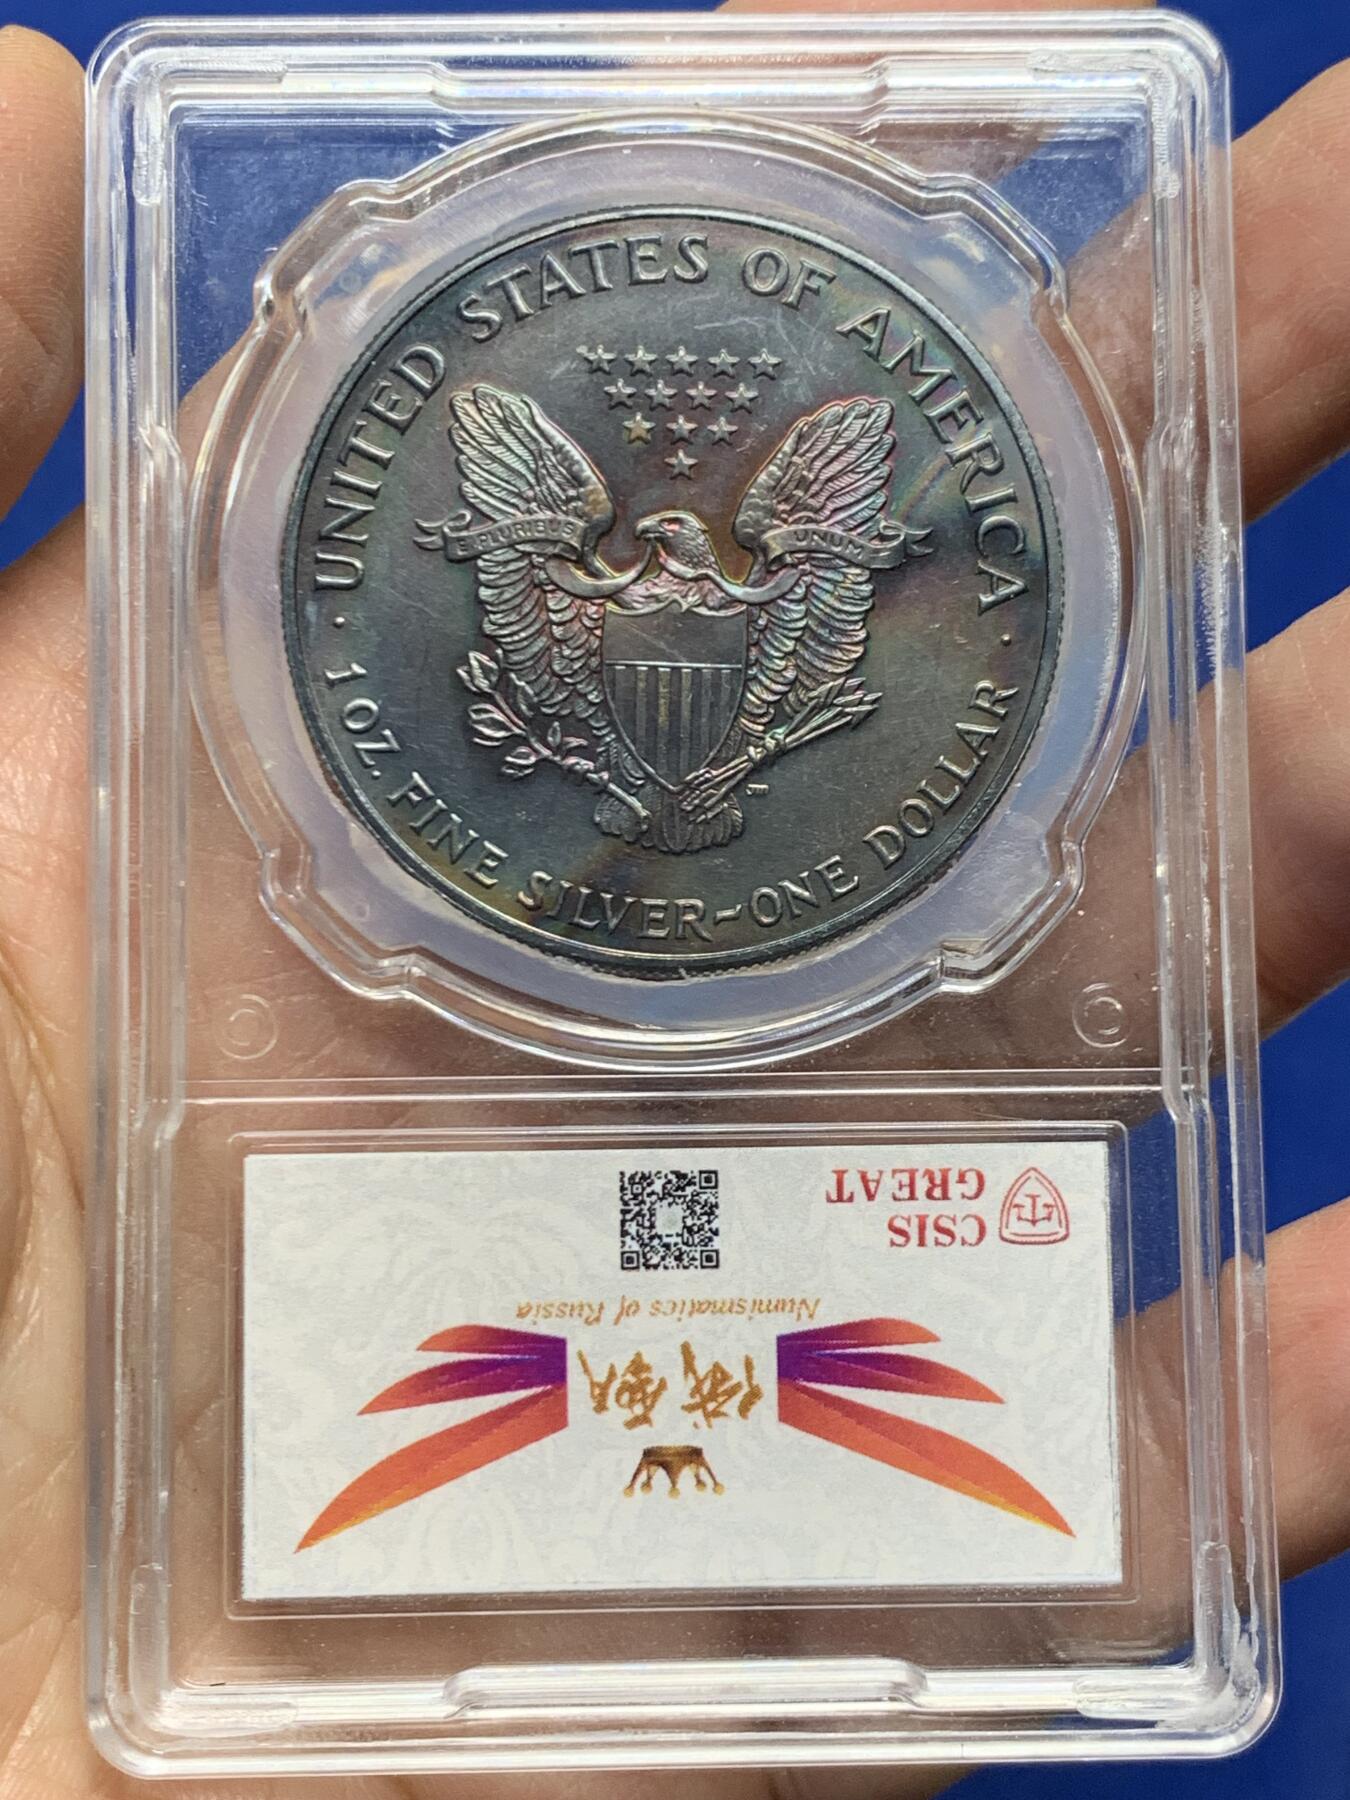 UNITED STATES OF AMERICA
E PLURIBUS
UNUM
1 OZ. FINE SILVER~ONE DOLLAR
CSIS
GREAT
Numismatics of Russia